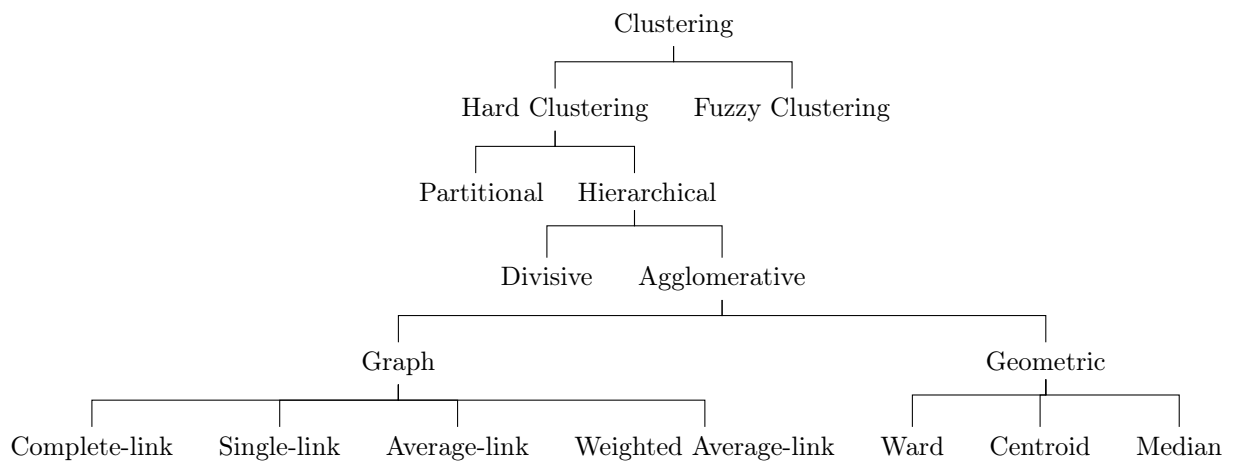 Clustering
Hard Clustering Fuzzy Clustering
Partitional Hierarchical
Divisive Agglomerative
Graph Geometric
Complete-link Single-link Average-link Weighted Average-link Ward Centroid Median